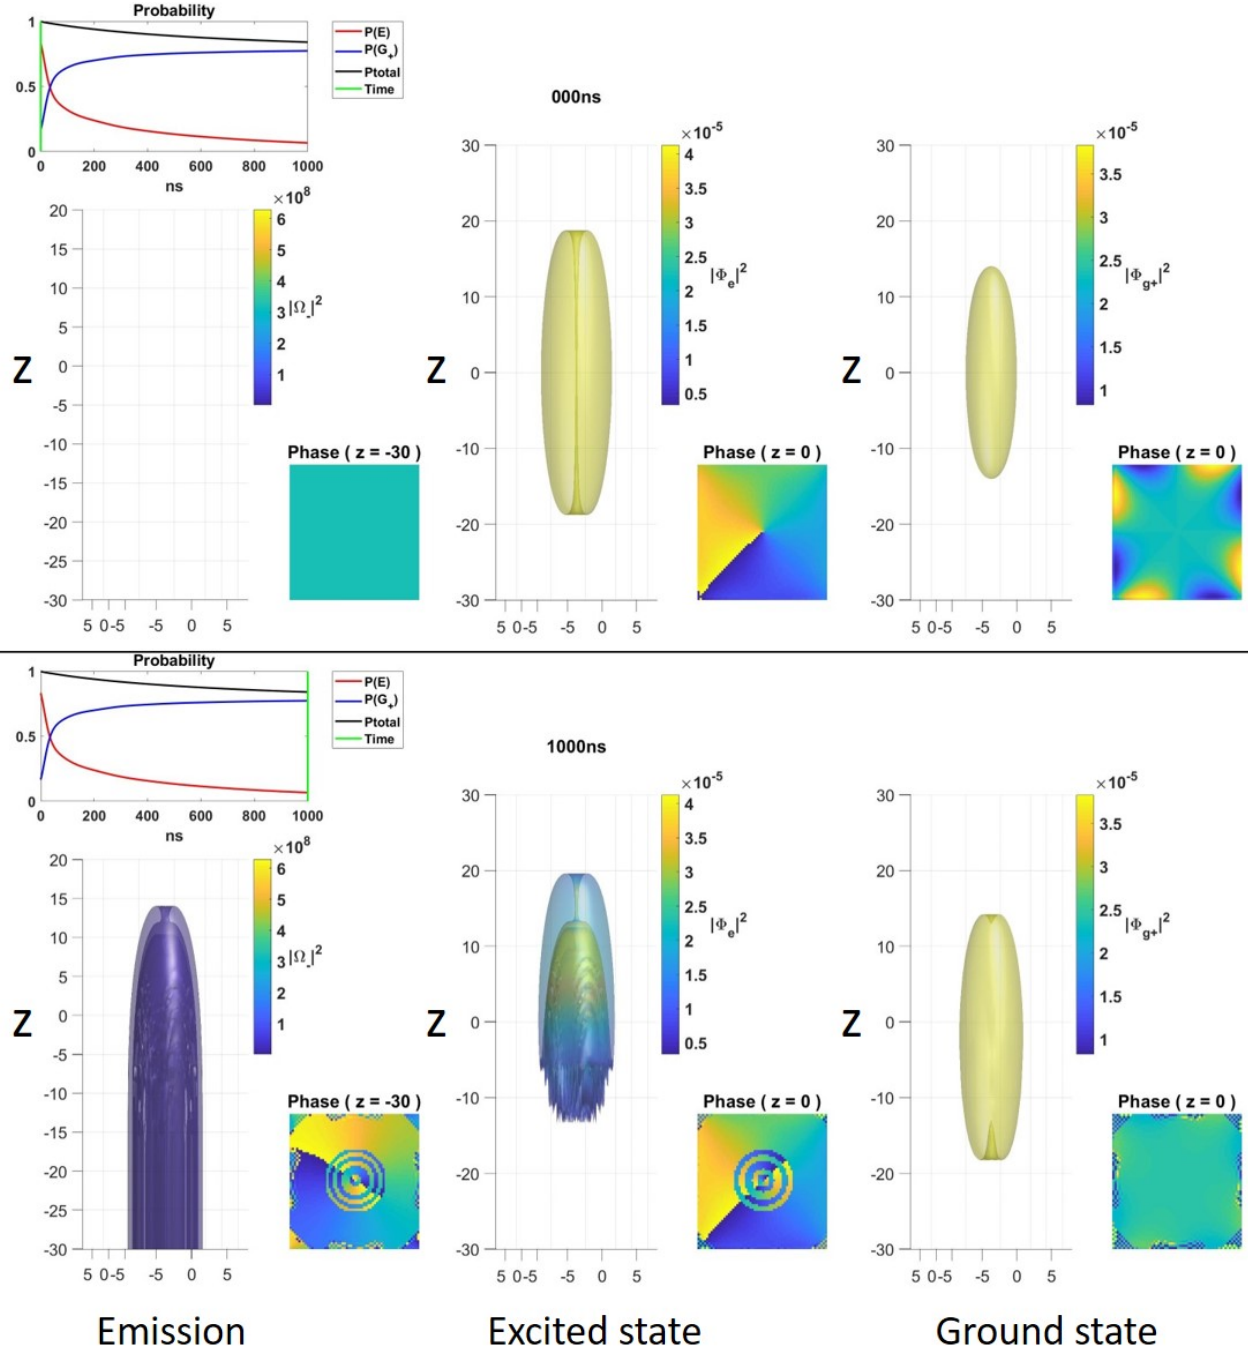 Probability
1
0.5
0
0 200 400 600 800 1000
ns
P(E)
P(G+)
Ptotal
Time
000ns
×10^8
6
5
4
3
2
1
|Ω-|^2
20
15
10
5
0
-5
-10
-15
-20
-25
-30
Z
5 0 -5 -5 0 5
Phase ( z = -30 )
×10^-5
4
3.5
3
2.5
2
1.5
1
0.5
|Φe|^2
30
20
10
0
-10
-20
-30
Z
5 0 -5 -5 0 5
Phase ( z = 0 )
×10^-5
3.5
3
2.5
2
1.5
1
|Φg+|^2
30
20
10
0
-10
-20
-30
Z
5 0 -5 -5 0 5
Phase ( z = 0 )
Probability
1
0.5
0
0 200 400 600 800 1000
ns
P(E)
P(G+)
Ptotal
Time
1000ns
×10^8
6
5
4
3
2
1
|Ω-|^2
20
15
10
5
0
-5
-10
-15
-20
-25
-30
Z
5 0 -5 -5 0 5
Phase ( z = -30 )
×10^-5
4
3.5
3
2.5
2
1.5
1
0.5
|Φe|^2
30
20
10
0
-10
-20
-30
Z
5 0 -5 -5 0 5
Phase ( z = 0 )
×10^-5
3.5
3
2.5
2
1.5
1
|Φg+|^2
30
20
10
0
-10
-20
-30
Z
5 0 -5 -5 0 5
Phase ( z = 0 )
Emission
Excited state
Ground state